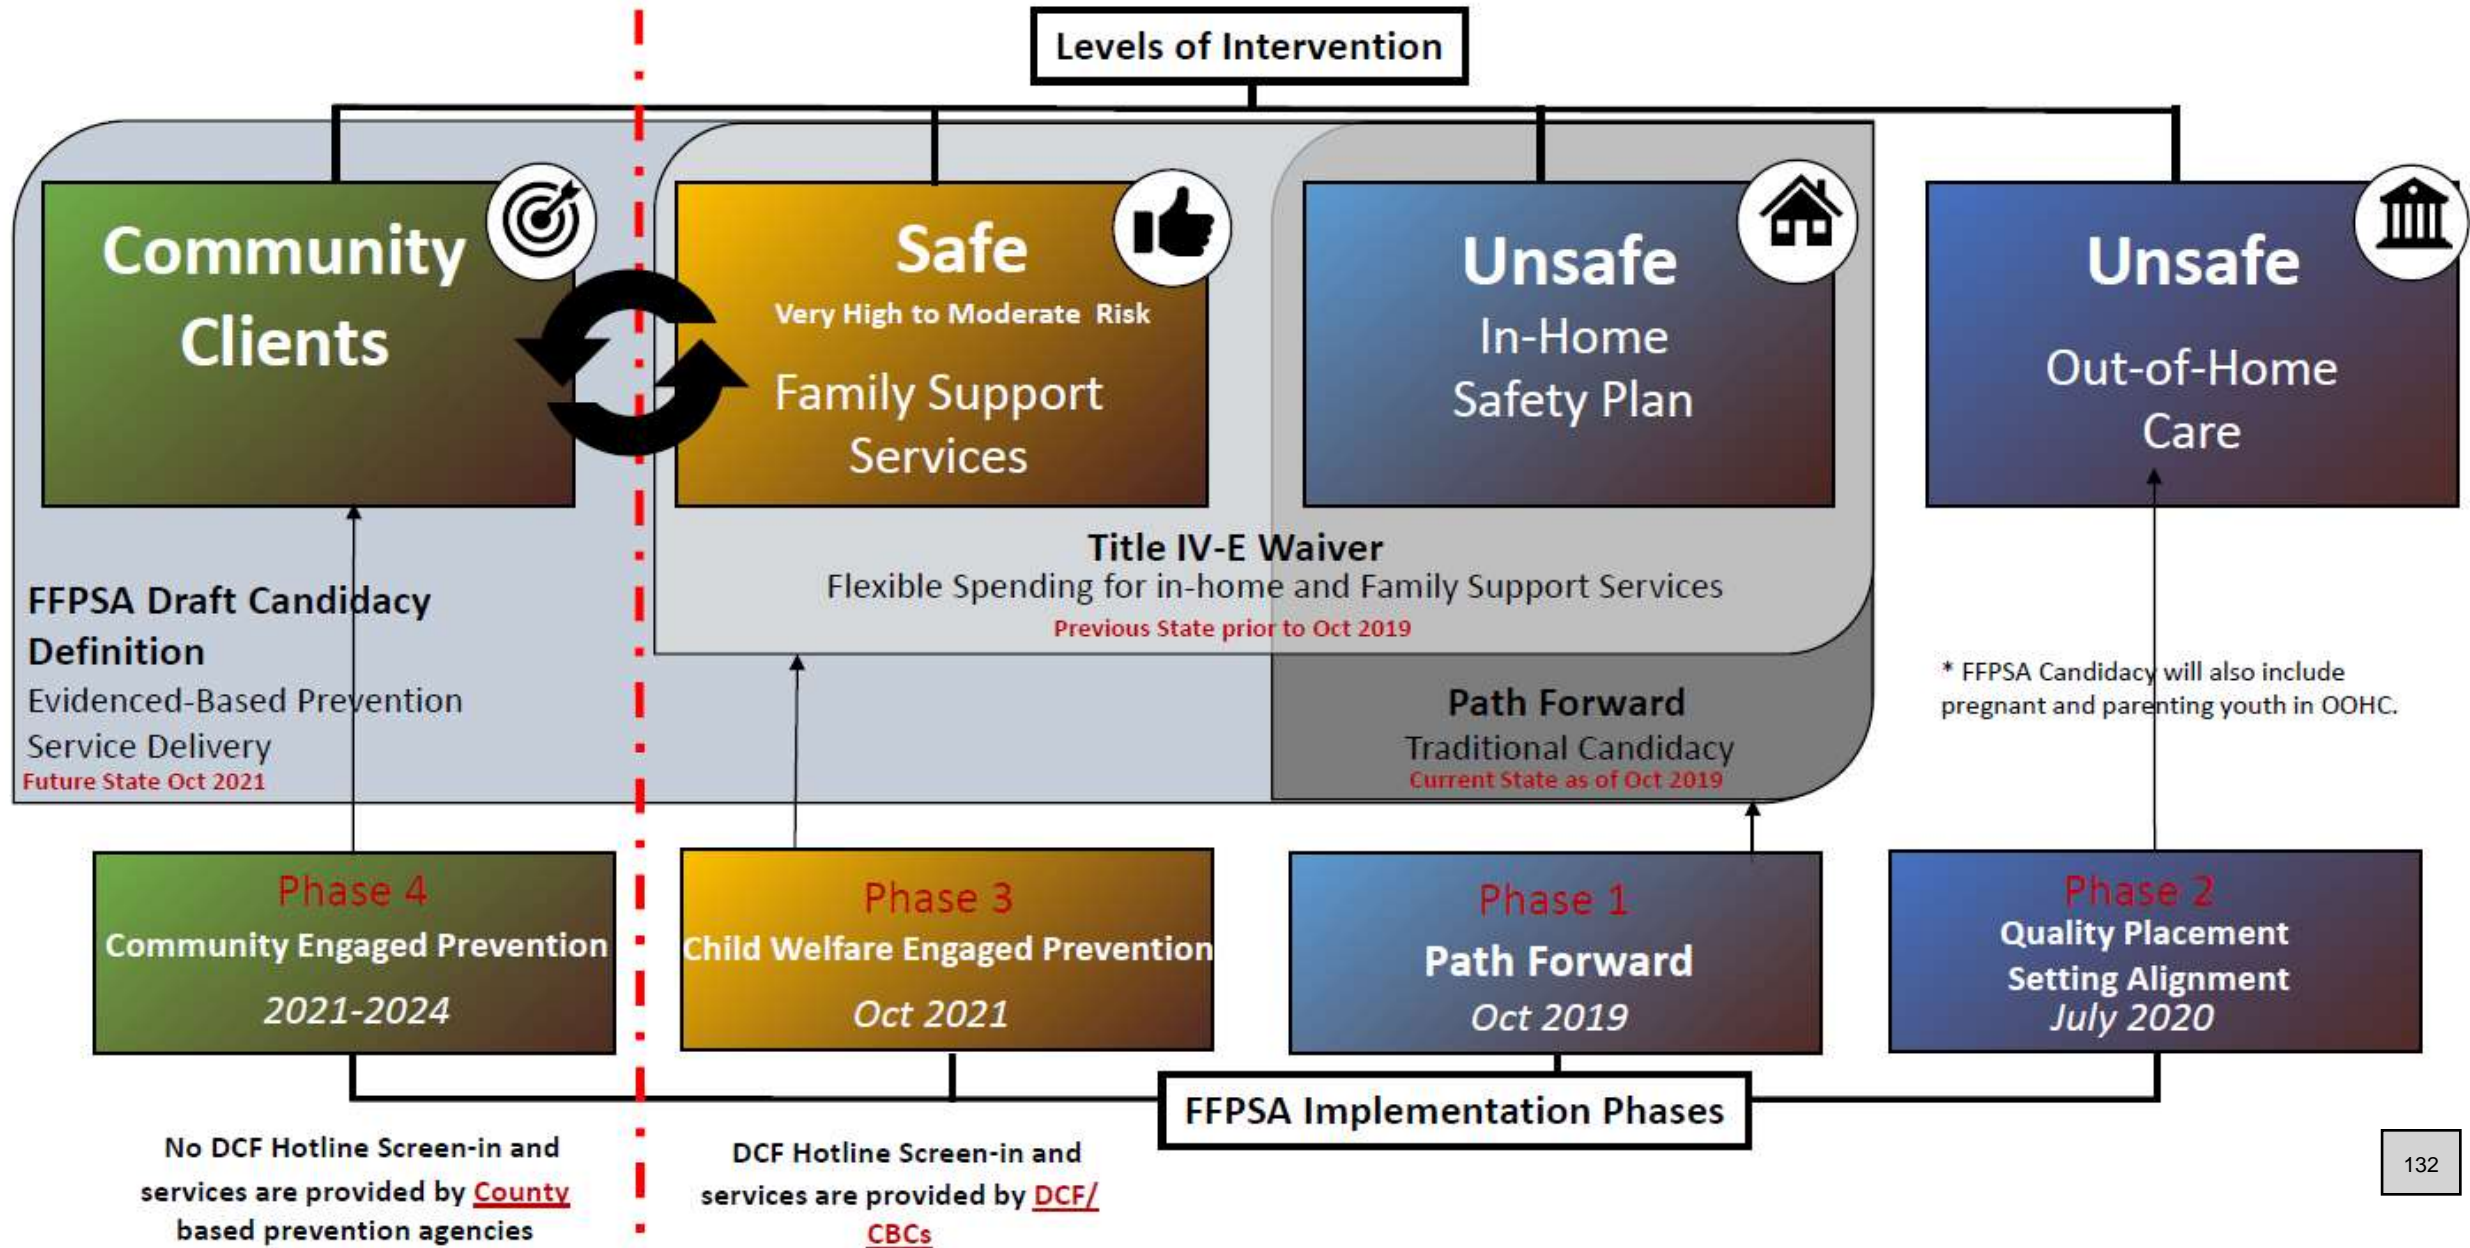 Levels of Intervention
Community
Clients
Safe
Very High to Moderate Risk
Family Support
Services
Unsafe
In-Home
Safety Plan
Unsafe
Out-of-Home
Care
Title IV-E Waiver
Flexible Spending for in-home and Family Support Services
Previous State prior to Oct 2019
FFPSA Draft Candidacy
Definition
Evidenced-Based Prevention
Service Delivery
Future State Oct 2021
Path Forward
Traditional Candidacy
Current State as of Oct 2019
* FFPSA Candidacy will also include
pregnant and parenting youth in OOHC.
Phase 4
Community Engaged Prevention
2021-2024
Phase 3
Child Welfare Engaged Prevention
Oct 2021
Phase 1
Path Forward
Oct 2019
Phase 2
Quality Placement
Setting Alignment
July 2020
FFPSA Implementation Phases
No DCF Hotline Screen-in and
services are provided by County
based prevention agencies
DCF Hotline Screen-in and
services are provided by DCF/
CBCs
132